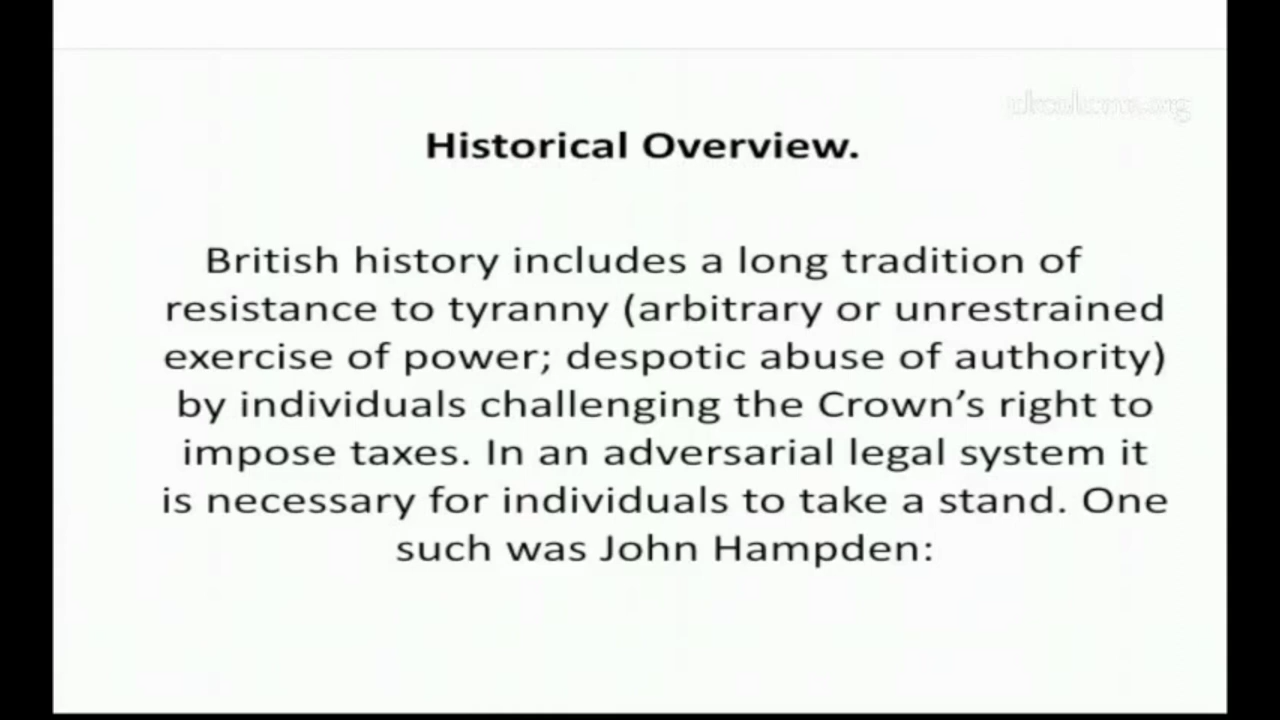 Historical Overview.
British history includes a long tradition of
resistance to tyranny (arbitrary or unrestrained
exercise of power; despotic abuse of authority)
by individuals challenging the Crown’s right to
impose taxes. In an adversarial legal system it
is necessary for individuals to take a stand. One
such was John Hampden: